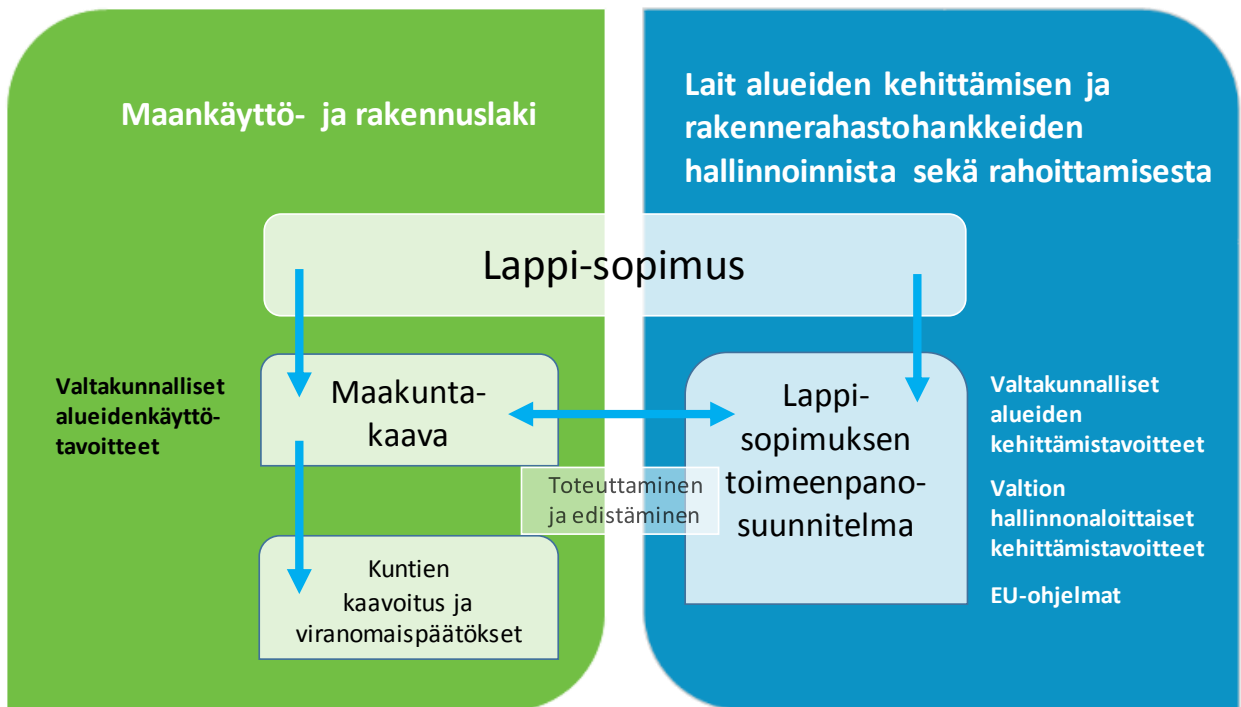 Maankäyttö- ja rakennuslaki
Lait alueiden kehittämisen ja
rakennerahastohankkeiden
hallinnoinnista sekä rahoittamisesta
Lappi-sopimus
Valtakunnalliset
alueidenkäyttö-
tavoitteet
Maakunta-
kaava
Toteuttaminen
ja edistäminen
Kuntien
kaavoitus ja
viranomaispäätökset
Lappi-
sopimuksen
toimeenpano-
suunnitelma
Valtakunnalliset
alueiden
kehittämistavoitteet
Valtion
hallinnonaloittaiset
kehittämistavoitteet
EU-ohjelmat